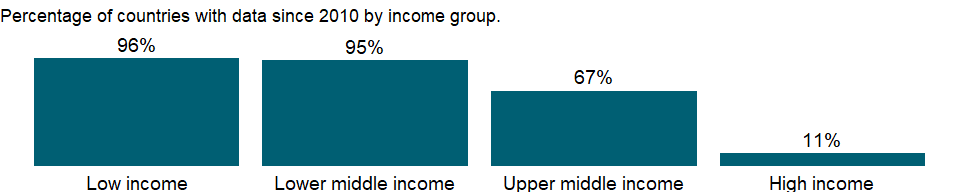 Percentage of countries with data since 2010 by income group.
96%
95%
67%
11%
Low income
Lower middle income
Upper middle income
High income